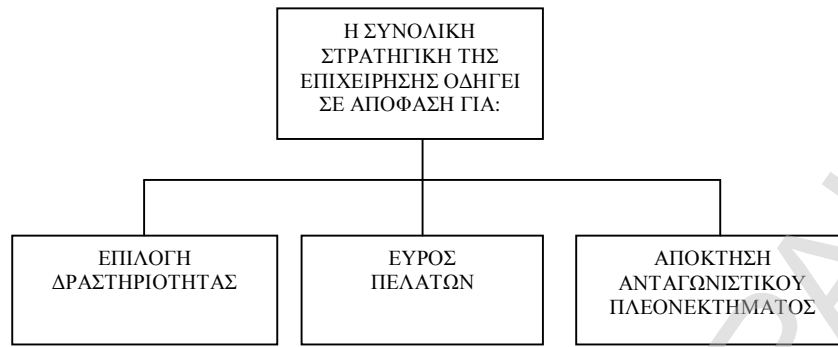 Η ΣΥΝΟΛΙΚΗ
ΣΤΡΑΤΗΓΙΚΗ ΤΗΣ
ΕΠΙΧΕΙΡΗΣΗΣ ΟΔΗΓΕΙ
ΣΕ ΑΠΟΦΑΣΗ ΓΙΑ:
ΕΠΙΛΟΓΗ
ΔΡΑΣΤΗΡΙΟΤΗΤΑΣ
ΕΥΡΟΣ
ΠΕΛΑΤΩΝ
ΑΠΟΚΤΗΣΗ
ΑΝΤΑΓΩΝΙΣΤΙΚΟΥ
ΠΛΕΟΝΕΚΤΗΜΑΤΟΣ